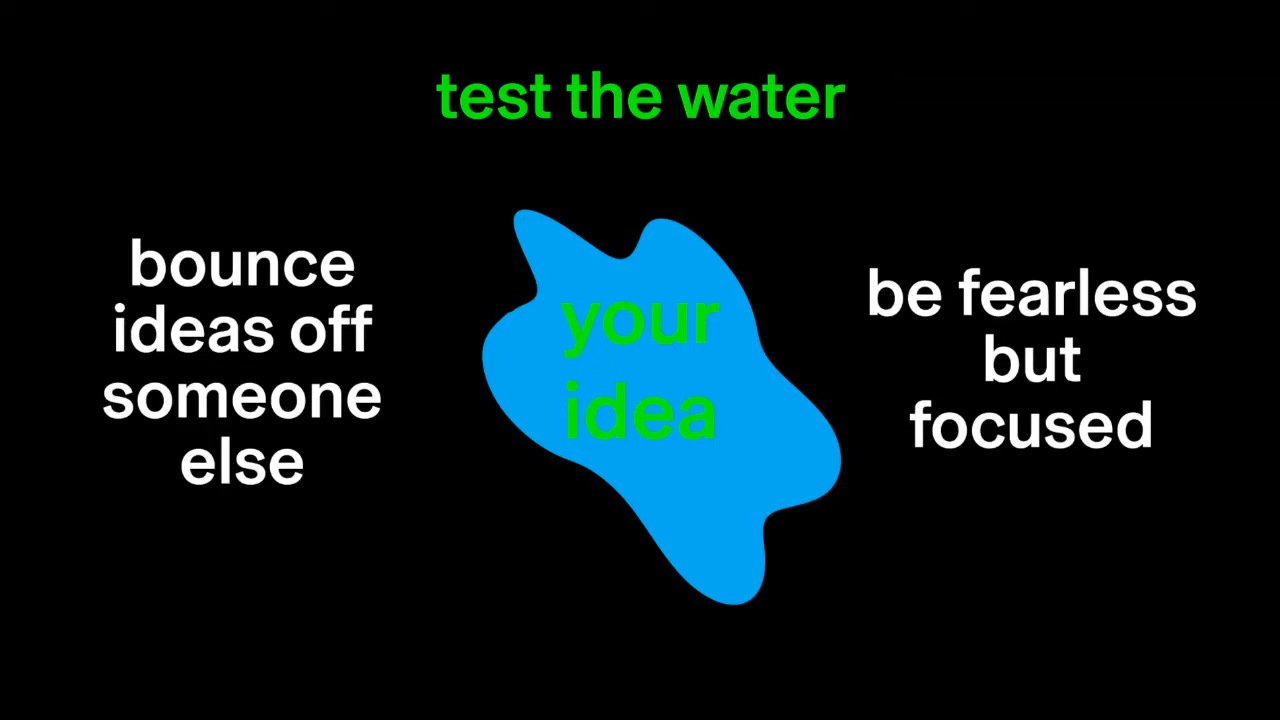 test the water
bounce
ideas off
someone
else
your
idea
be fearless
but
focused